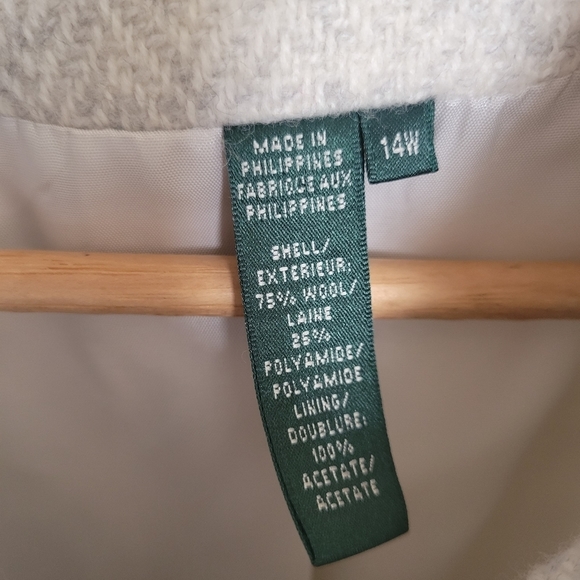 MADE IN
PHILIPPINES
FABRIQUE AUX
PHILIPPINES
14W
SHELL/
EXTERIEUR:
75% WOOL/
LAINE
25%
POLYAMIDE/
POLYAMIDE
LINING/
DOUBLURE:
100%
ACETATE/
ACETATE